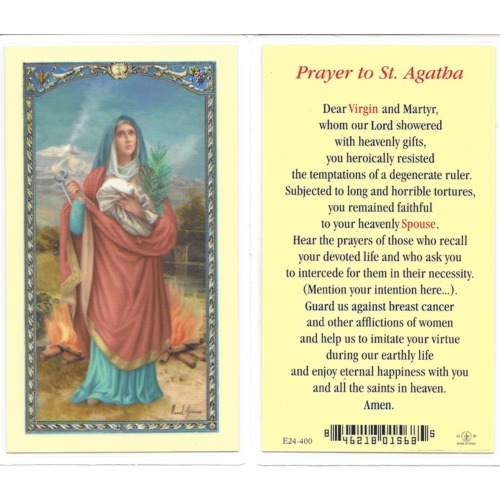 Prayer to St. Agatha
Dear Virgin and Martyr,
whom our Lord showered
with heavenly gifts,
you heroically resisted
the temptations of a degenerate ruler.
Subjected to long and horrible tortures,
you remained faithful
to your heavenly Spouse.
Hear the prayers of those who recall
your devoted life and who ask you
to intercede for them in their necessity.
(Mention your intention here...).
Guard us against breast cancer
and other afflictions of women
and help us to imitate your virtue
during our earthly life
and enjoy eternal happiness with you
and all the saints in heaven.
Amen.
E24-400
8 46218 01568 5